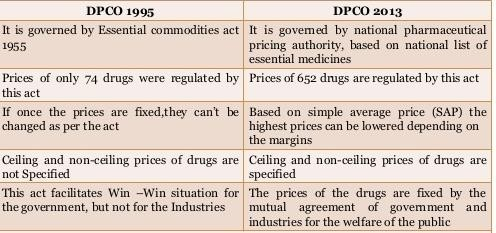 DPCO 1995
DPCO 2013
It is governed by Essential commodities act
1955
It is governed by national pharmaceutical
pricing authority, based on national list of
essential medicines
Prices of only 74 drugs were regulated by
this act
Prices of 652 drugs are regulated by this act
If once the prices are fixed,they can't be
changed as per the act
Based on simple average price (SAP) the
highest prices can be lowered depending on
the margins
Ceiling and non-ceiling prices of drugs are
not Specified
Ceiling and non-ceiling prices of drugs are
specified
This act facilitates Win –Win situation for
the government, but not for the Industries
The prices of the drugs are fixed by the
mutual agreement of government and
industries for the welfare of the public